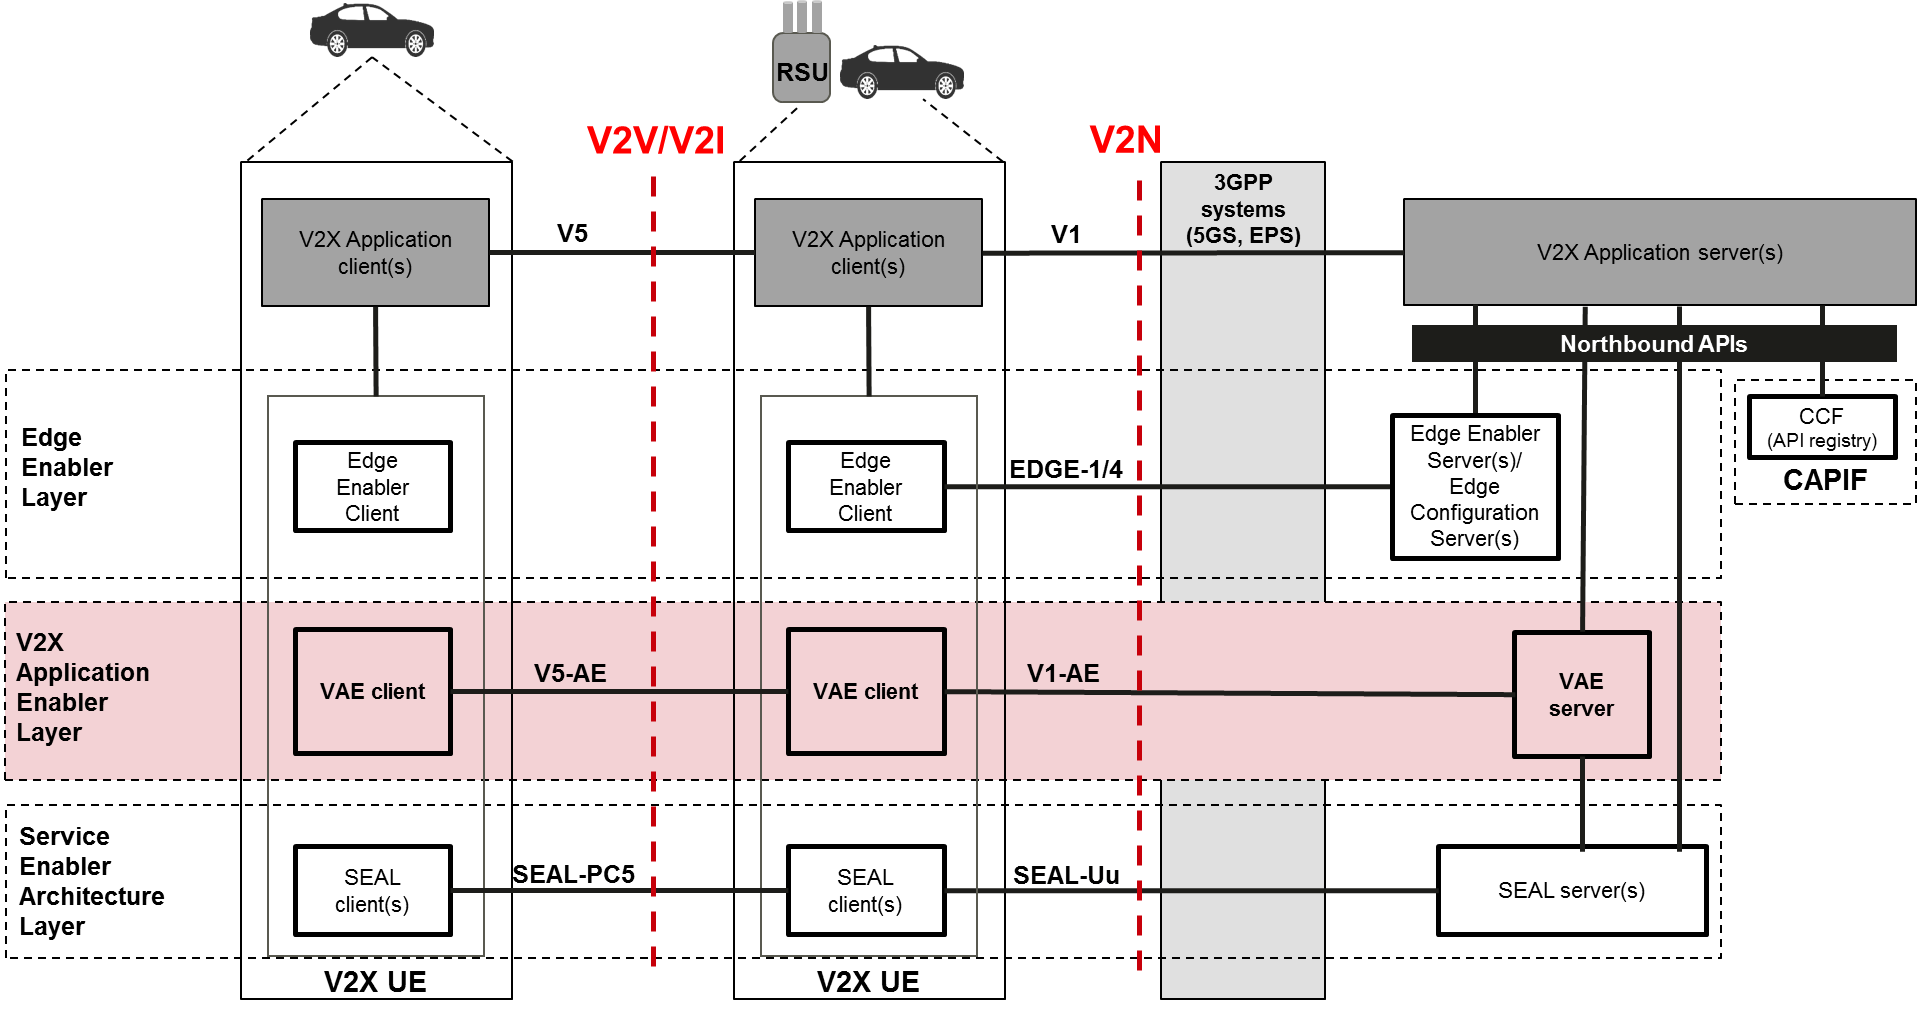 RSU
V2V/V2I
V2N
3GPP
systems
(5GS, EPS)
V2X Application
client(s)
V5
V2X Application
client(s)
V1
V2X Application server(s)
Northbound APIs
Edge
Enabler
Layer
Edge
Enabler
Client
Edge
Enabler
Client
EDGE-1/4
Edge Enabler
Server(s)/
Edge
Configuration
Server(s)
CCF
(API registry)
CAPIF
V2X
Application
Enabler
Layer
VAE client
V5-AE
VAE client
V1-AE
VAE
server
Service
Enabler
Architecture
Layer
SEAL
client(s)
SEAL-PC5
SEAL
client(s)
SEAL-Uu
SEAL server(s)
V2X UE
V2X UE